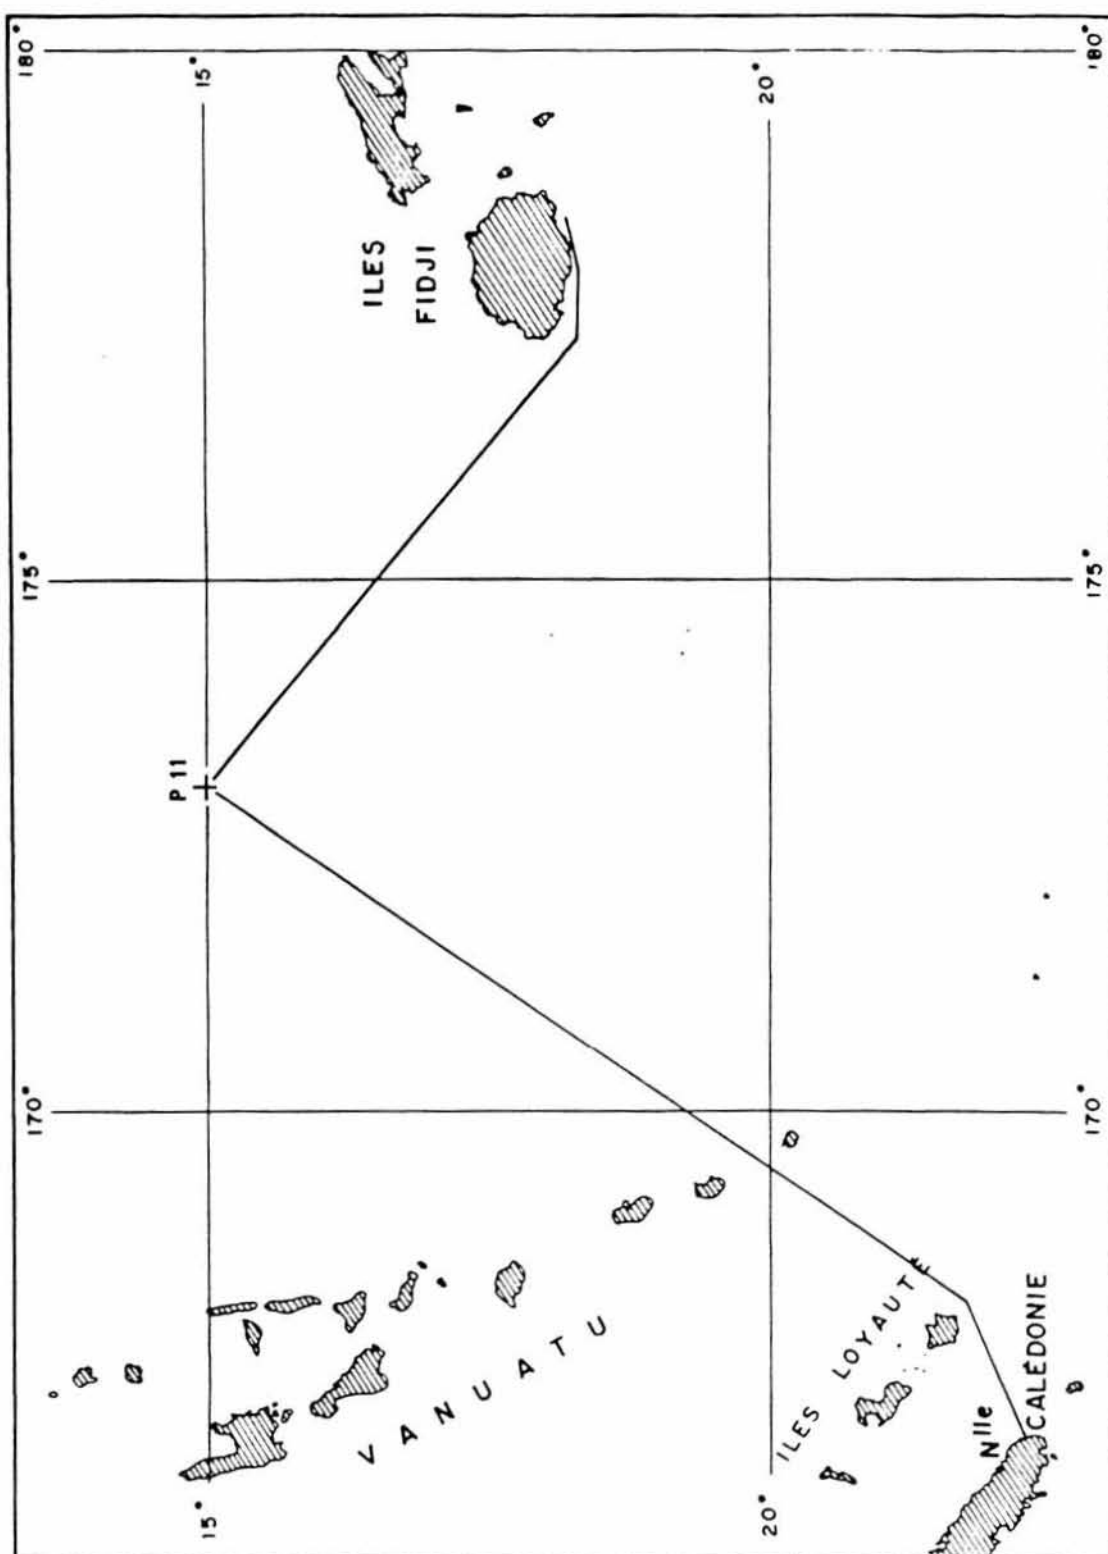 15°
20°
180°
180°
ILES
FIDJI
175°
175°
P 11
170°
170°
VANUATU
ILES LOYAUTÉ
Nlle
CALÉDONIE
15°
20°